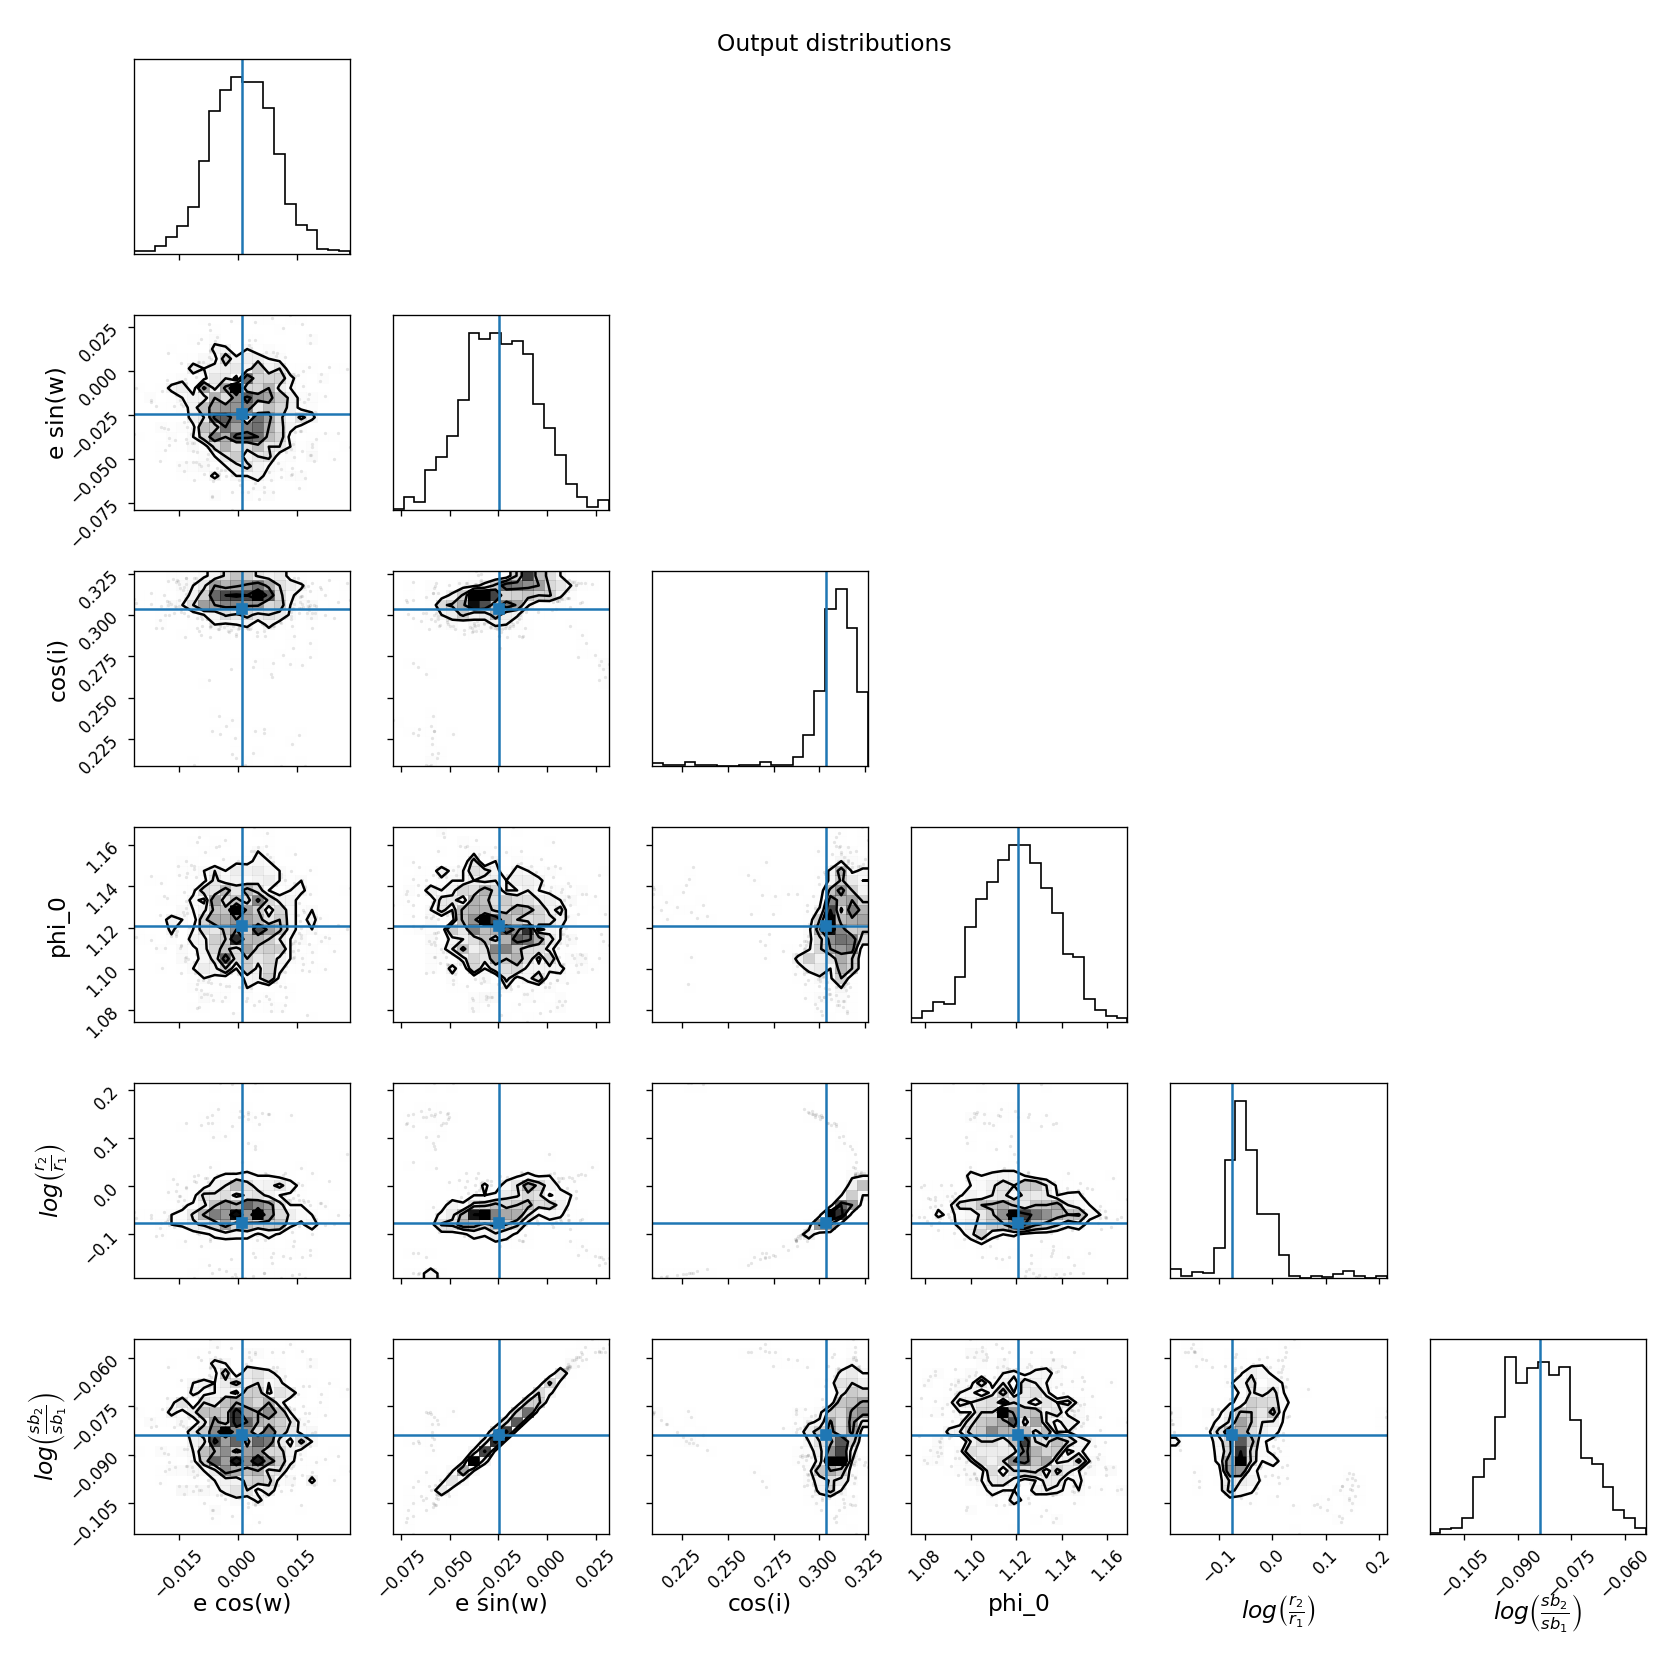 Output distributions
e sin(w)
0.025
0.000
−0.025
−0.050
−0.075
cos(i)
0.325
0.300
0.275
0.250
0.225
phi_0
1.16
1.14
1.12
1.10
1.08
log(r2/r1)
0.2
0.1
0.0
−0.1
log(sb2/sb1)
−0.060
−0.075
−0.090
−0.105
−0.015 0.000 0.015
e cos(w)
−0.075 −0.050 −0.025 0.000 0.025
e sin(w)
0.225 0.250 0.275 0.300 0.325
cos(i)
1.08 1.10 1.12 1.14 1.16
phi_0
−0.1 0.0 0.1 0.2
log(r2/r1)
−0.105 −0.090 −0.075 −0.060
log(sb2/sb1)